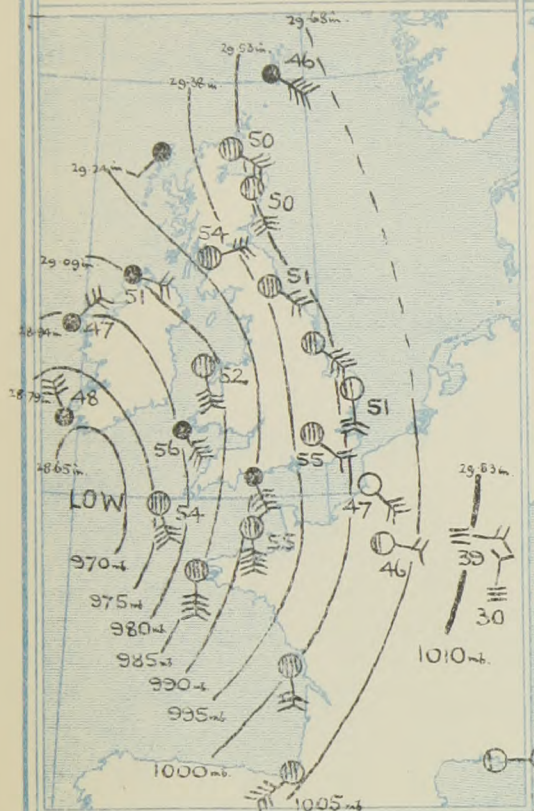 29·68in.
29·53in.
46
29·38in.
50
29·24in.
50
54
29·09in.
51
51
28·94in.
47
52
28·79in.
48
51
56
55
28·65in.
LOW
54
47
29·83in.
55
46
39
970mb.
30
975mb.
980mb.
985mb.
1010mb.
990mb.
995mb.
1000mb.
1005mb